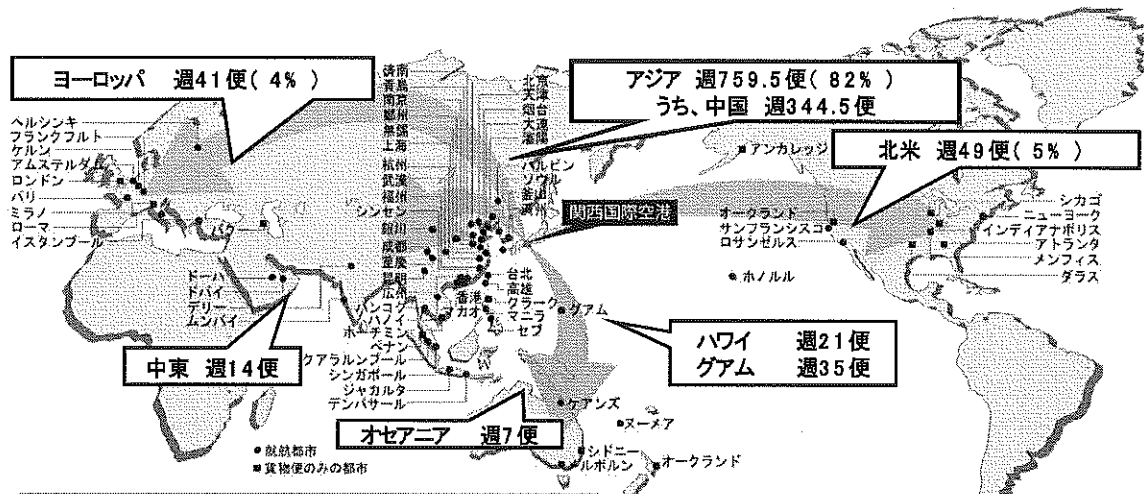 ヨーロッパ 週41便( 4% )
アジア 週759.5便( 82% )
うち、中国 週344.5便
北米 週49便( 5% )
関西国際空港
ハワイ 週21便
グアム 週35便
中東 週14便
オセアニア 週7便
ヘルシンキ
フランクフルト
ケルン
アムステルダム
ロンドン
パリ
ミラノ
ローマ
イスタンブール
バク
ドーハ
ドバイ
デリー
ムンバイ
済南
青島
南京
鄭州
無錫
上海
杭州
武漢
福州
シンセン
銀川
成都
重慶
昆明
広州
バンコク
ハノイ
ホーチミン
ペナン
クアラルンプール
シンガポール
ジャカルタ
デンパサール
北京
天津
煙台
大連
瀋陽
ハルビン
ソウル
釜山
香港
マカオ
台北
高雄
クラーク
マニラ
セブ
グアム
ケアンズ
ヌーメア
シドニー
メルボルン
オークランド
アンカレッジ
オークランド
サンフランシスコ
ロサンゼルス
ホノルル
シカゴ
ニューヨーク
インディアナポリス
アトランタ
メンフィス
ダラス
●就航都市
■貨物便のみの都市